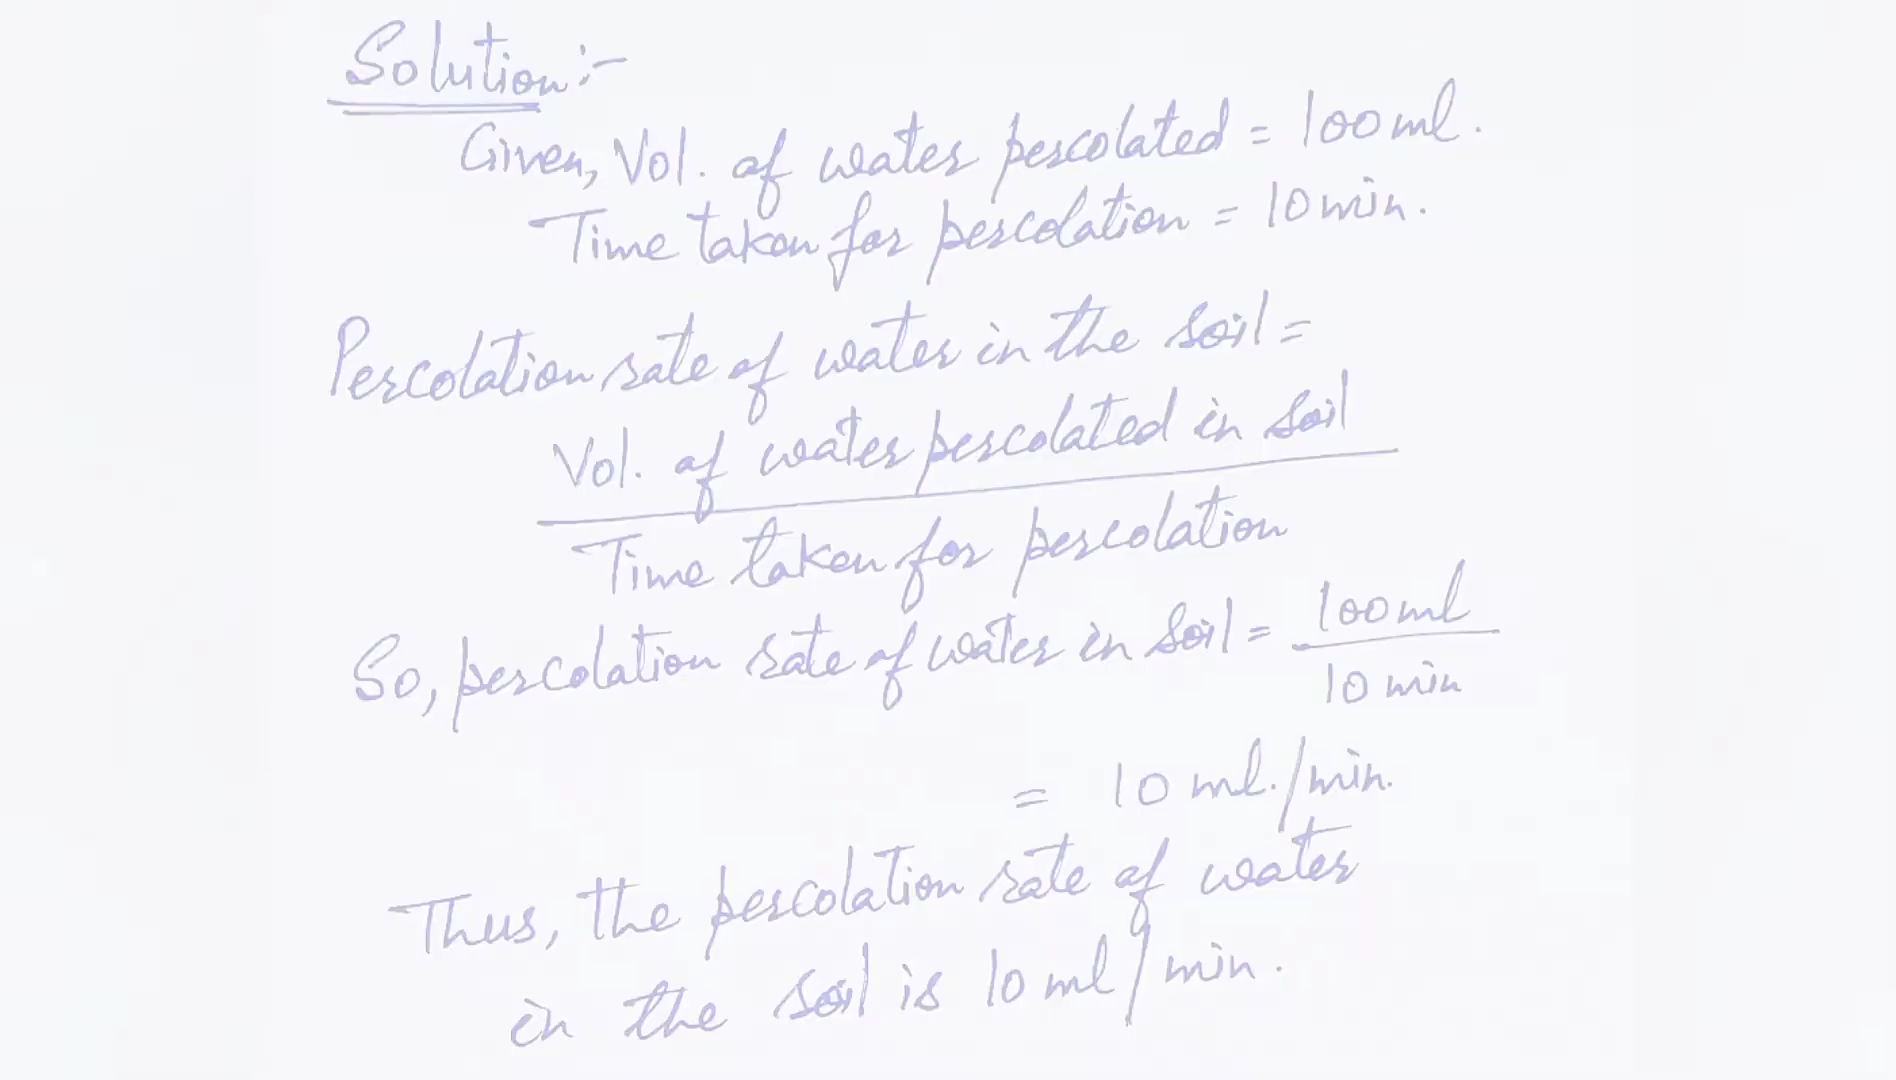 Solution:-
Given, Vol. of water percolated = 100 ml.
Time taken for percolation = 10 min.
Percolation rate of water in the soil =
Vol. of water percolated in soil
Time taken for percolation
So, percolation rate of water in soil = 100 ml
10 min
= 10 ml./min.
Thus, the percolation rate of water
in the soil is 10 ml/min.